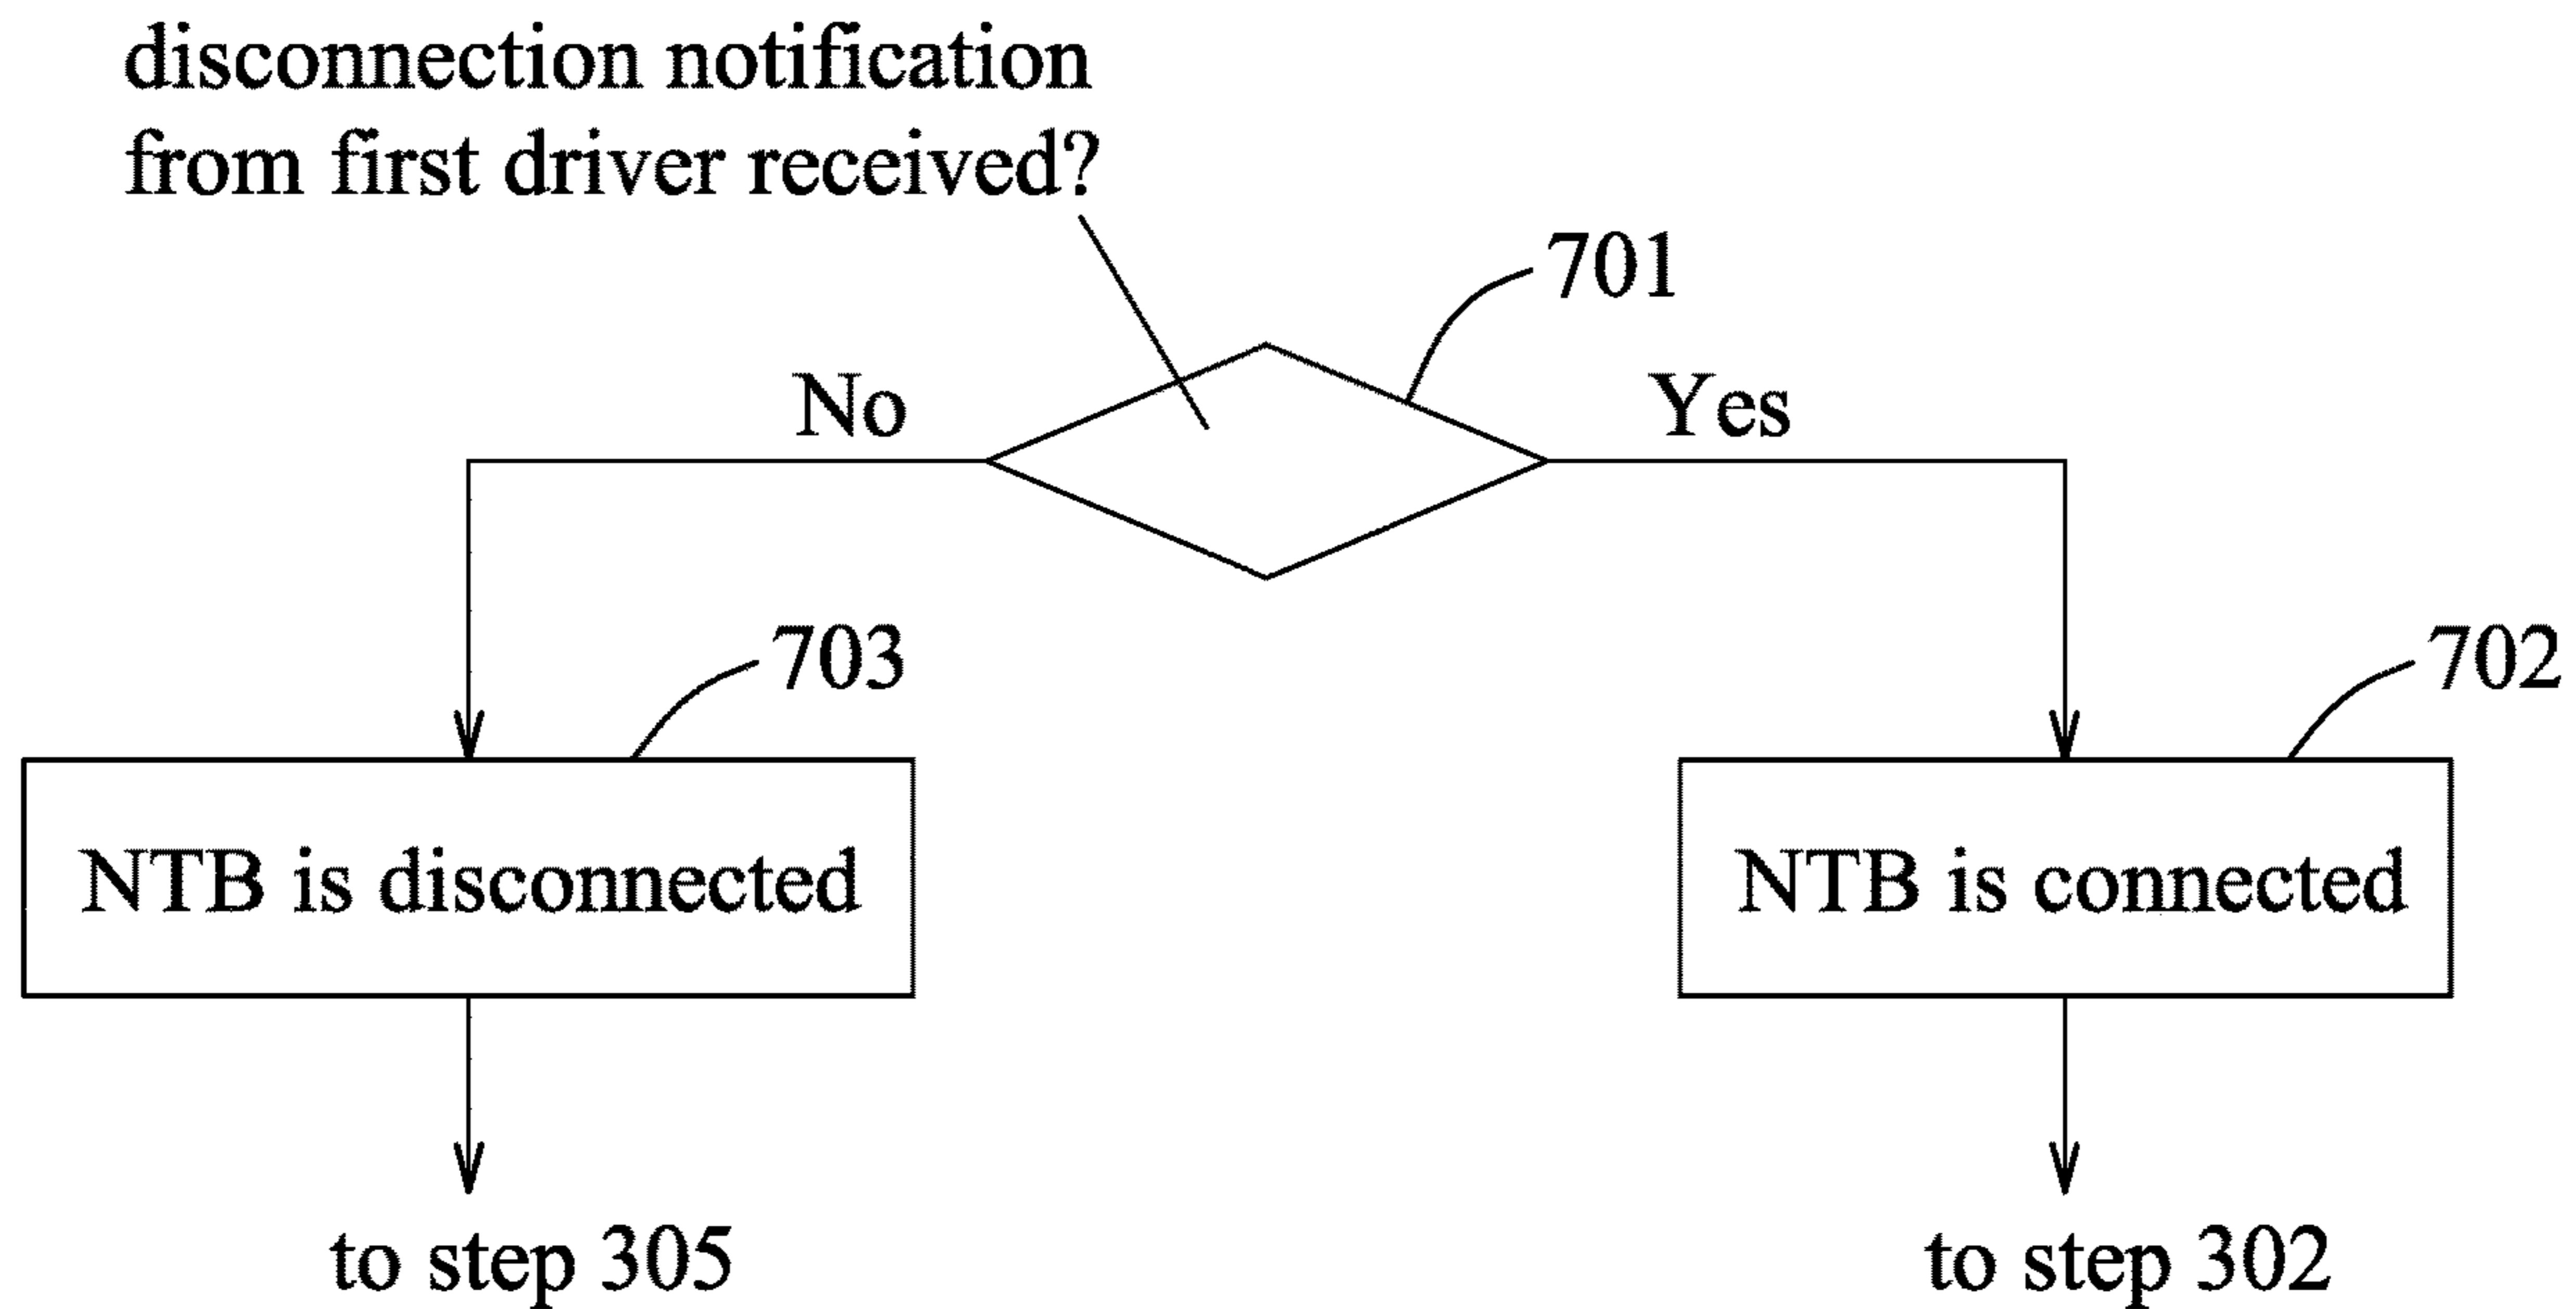 disconnection notification
from first driver received?
701
No
Yes
703
702
NTB is disconnected
NTB is connected
to step 305
to step 302